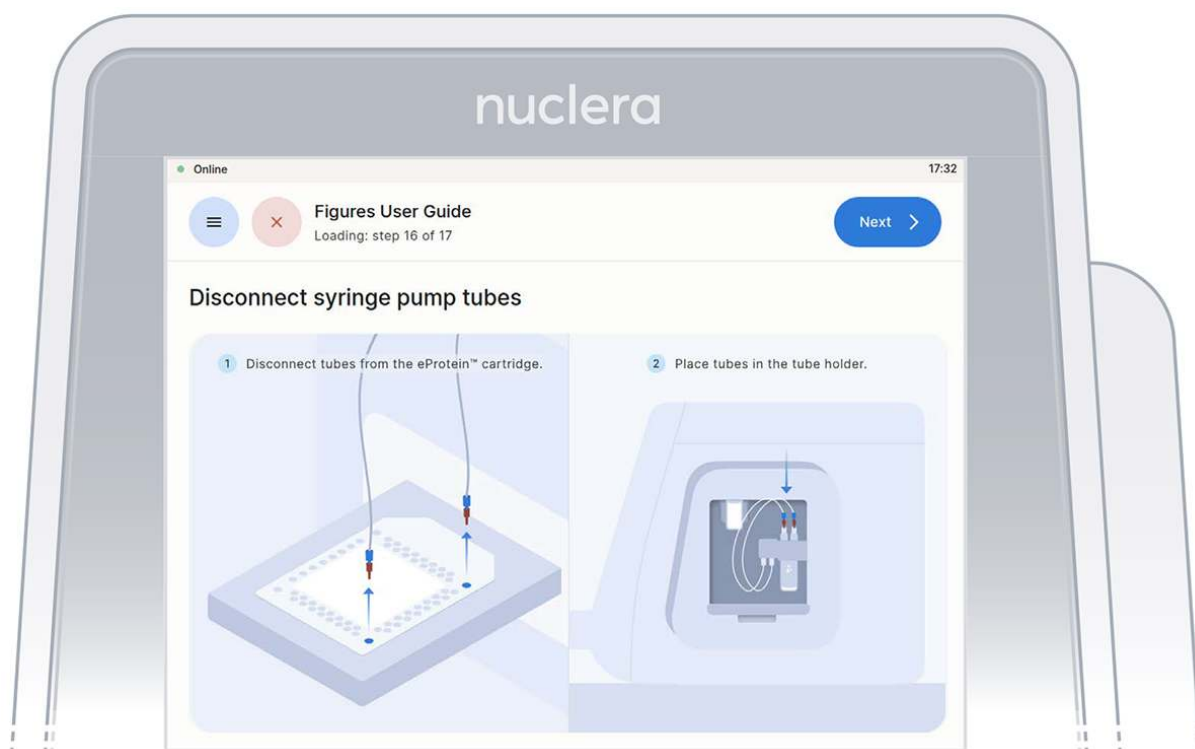 nuclera
Online
17:32
Figures User Guide
Loading: step 16 of 17
Next
Disconnect syringe pump tubes
1 Disconnect tubes from the eProtein™ cartridge.
2 Place tubes in the tube holder.